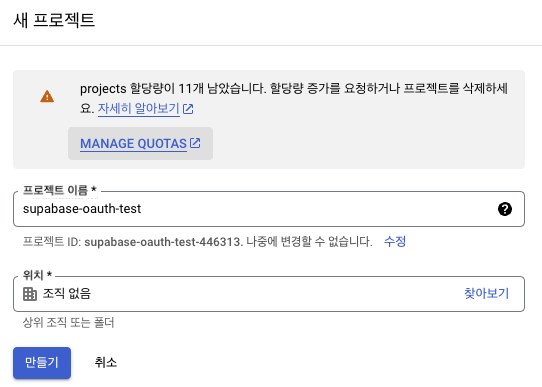 새 프로젝트
projects 할당량이 11개 남았습니다. 할당량 증가를 요청하거나 프로젝트를 삭제하세
요. 자세히 알아보기
MANAGE QUOTAS
프로젝트 이름 *
supabase-oauth-test
프로젝트 ID: supabase-oauth-test-446313. 나중에 변경할 수 없습니다. 수정
위치 *
조직 없음 찾아보기
상위 조직 또는 폴더
만들기 취소